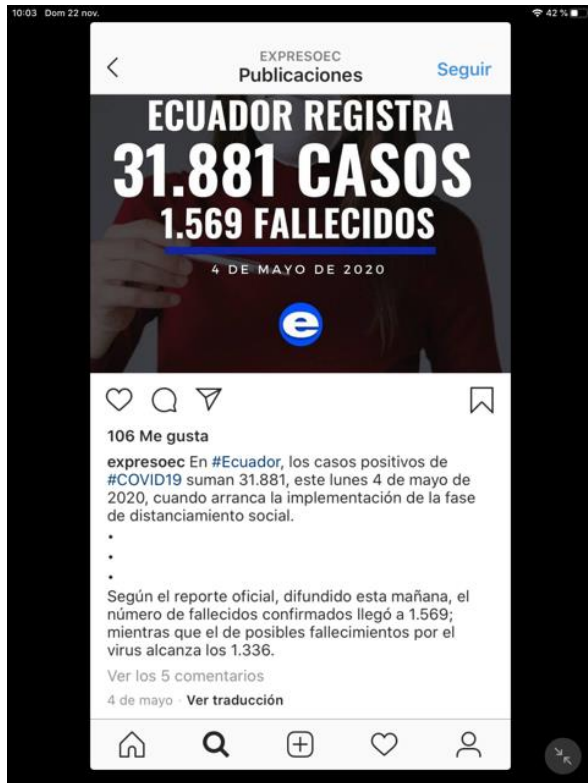 10:03 Dom 22 nov.
42 %
EXPRESOEC
Publicaciones
Seguir
ECUADOR REGISTRA
31.881 CASOS
1.569 FALLECIDOS
4 DE MAYO DE 2020
e
106 Me gusta
expresoec En #Ecuador, los casos positivos de
#COVID19 suman 31.881, este lunes 4 de mayo de
2020, cuando arranca la implementación de la fase
de distanciamiento social.
•
•
•
Según el reporte oficial, difundido esta mañana, el
número de fallecidos confirmados llegó a 1.569;
mientras que el de posibles fallecimientos por el
virus alcanza los 1.336.
Ver los 5 comentarios
4 de mayo · Ver traducción